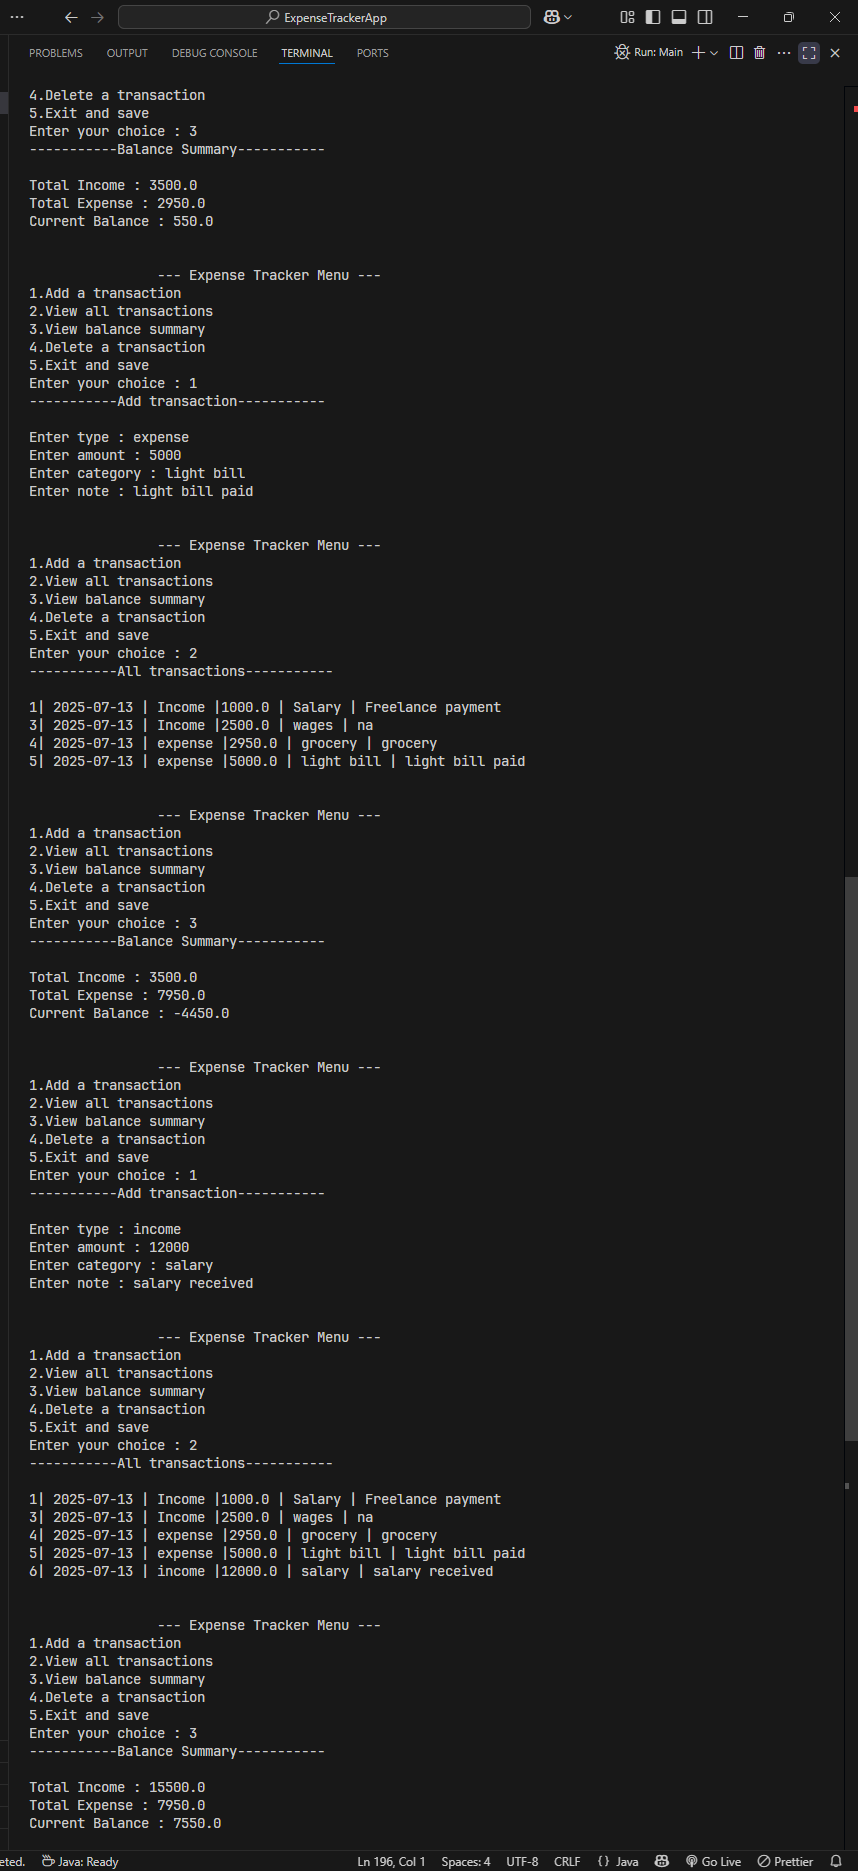 ExpenseTrackerApp
PROBLEMS OUTPUT DEBUG CONSOLE TERMINAL PORTS Run: Main
4.Delete a transaction
5.Exit and save
Enter your choice : 3
-----------Balance Summary-----------
Total Income : 3500.0
Total Expense : 2950.0
Current Balance : 550.0
--- Expense Tracker Menu ---
1.Add a transaction
2.View all transactions
3.View balance summary
4.Delete a transaction
5.Exit and save
Enter your choice : 1
-----------Add transaction-----------
Enter type : expense
Enter amount : 5000
Enter category : light bill
Enter note : light bill paid
--- Expense Tracker Menu ---
1.Add a transaction
2.View all transactions
3.View balance summary
4.Delete a transaction
5.Exit and save
Enter your choice : 2
-----------All transactions-----------
1| 2025-07-13 | Income |1000.0 | Salary | Freelance payment
3| 2025-07-13 | Income |2500.0 | wages | na
4| 2025-07-13 | expense |2950.0 | grocery | grocery
5| 2025-07-13 | expense |5000.0 | light bill | light bill paid
--- Expense Tracker Menu ---
1.Add a transaction
2.View all transactions
3.View balance summary
4.Delete a transaction
5.Exit and save
Enter your choice : 3
-----------Balance Summary-----------
Total Income : 3500.0
Total Expense : 7950.0
Current Balance : -4450.0
--- Expense Tracker Menu ---
1.Add a transaction
2.View all transactions
3.View balance summary
4.Delete a transaction
5.Exit and save
Enter your choice : 1
-----------Add transaction-----------
Enter type : income
Enter amount : 12000
Enter category : salary
Enter note : salary received
--- Expense Tracker Menu ---
1.Add a transaction
2.View all transactions
3.View balance summary
4.Delete a transaction
5.Exit and save
Enter your choice : 2
-----------All transactions-----------
1| 2025-07-13 | Income |1000.0 | Salary | Freelance payment
3| 2025-07-13 | Income |2500.0 | wages | na
4| 2025-07-13 | expense |2950.0 | grocery | grocery
5| 2025-07-13 | expense |5000.0 | light bill | light bill paid
6| 2025-07-13 | income |12000.0 | salary | salary received
--- Expense Tracker Menu ---
1.Add a transaction
2.View all transactions
3.View balance summary
4.Delete a transaction
5.Exit and save
Enter your choice : 3
-----------Balance Summary-----------
Total Income : 15500.0
Total Expense : 7950.0
Current Balance : 7550.0
eted. Java: Ready Ln 196, Col 1 Spaces: 4 UTF-8 CRLF {} Java Go Live Prettier